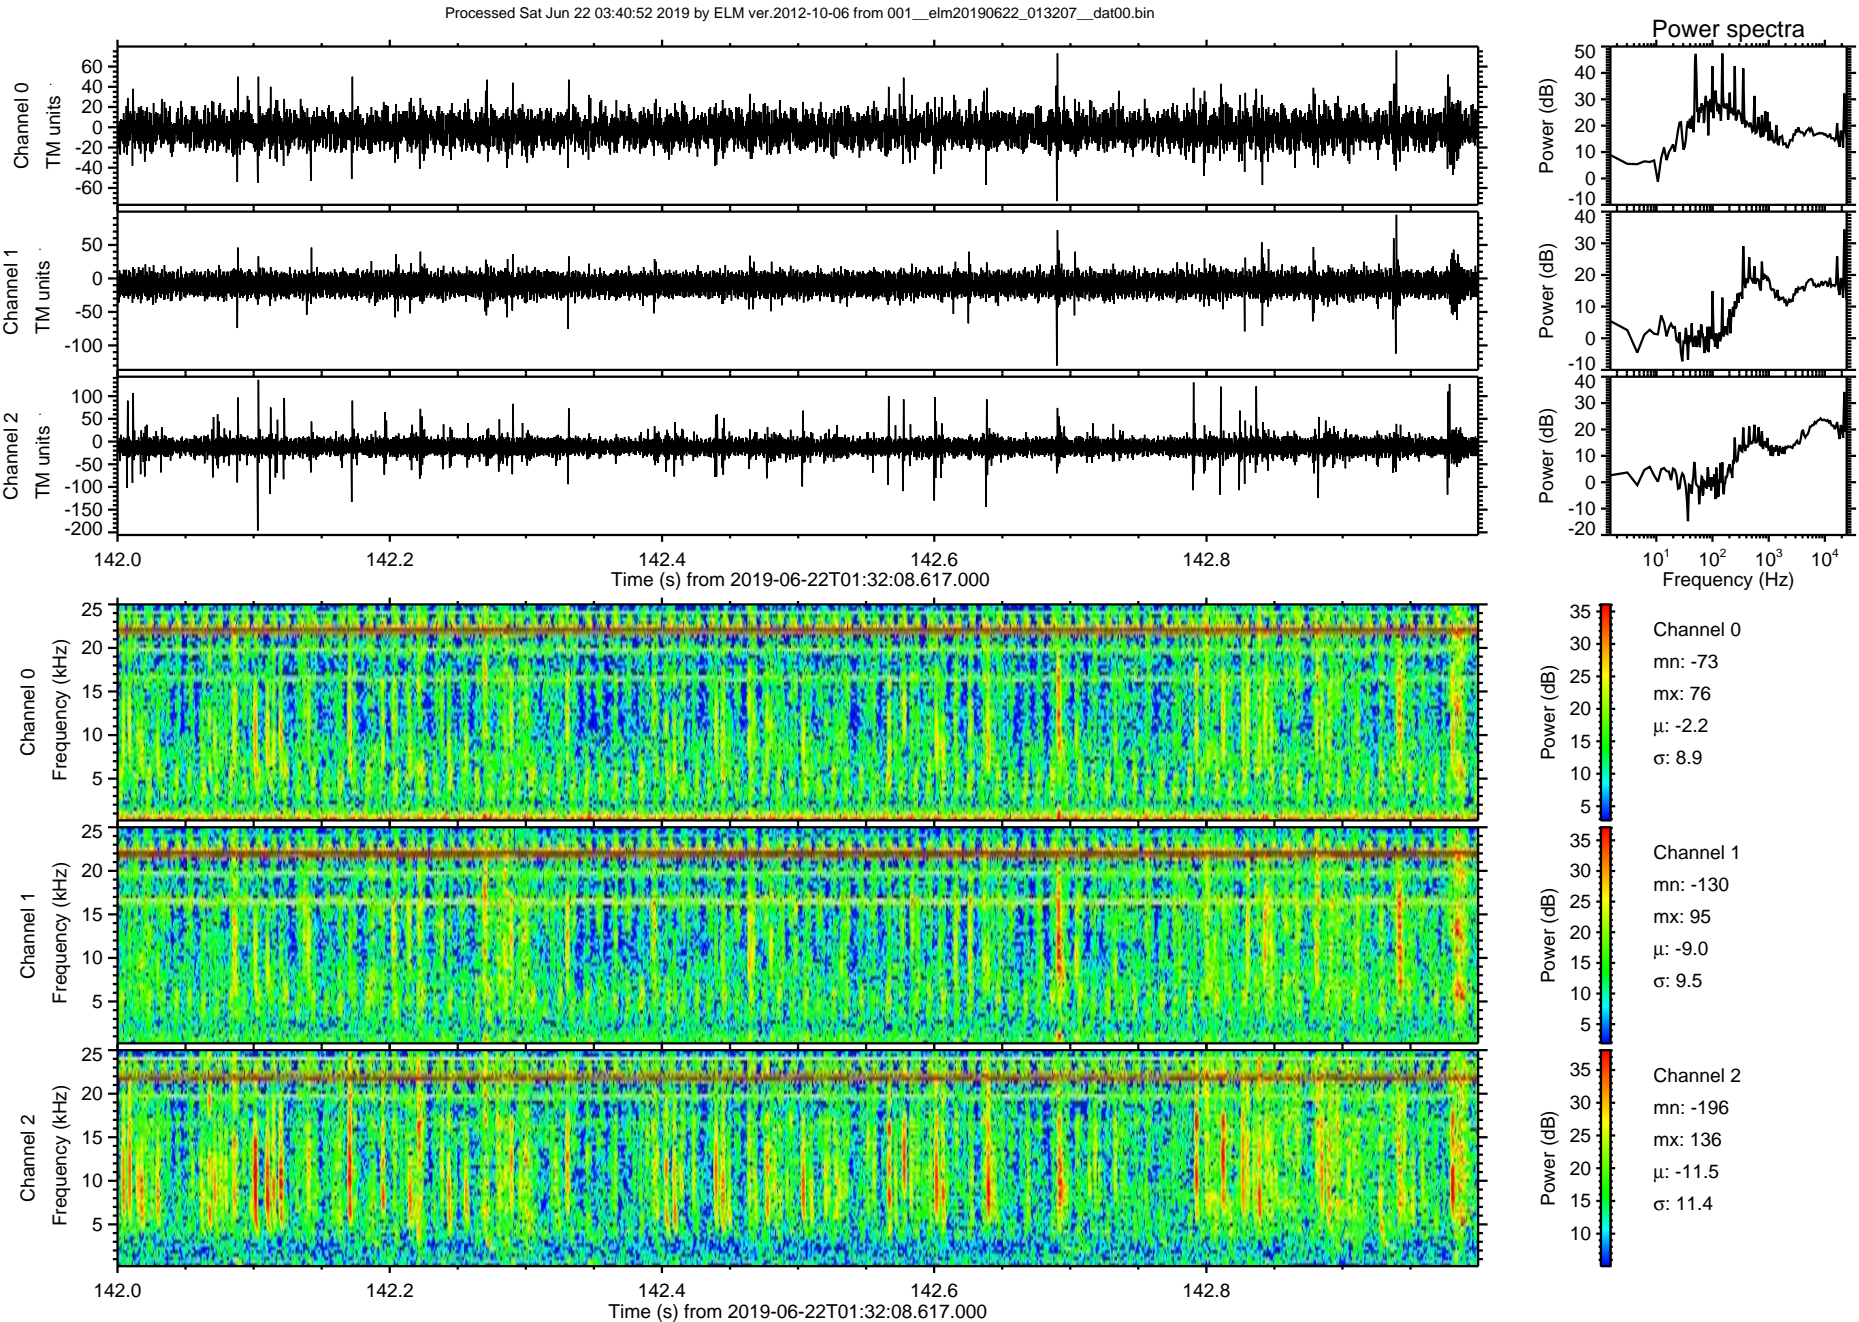 Processed Sat Jun 22 03:40:52 2019 by ELM ver.2012-10-06 from 001__elm20190622_013207__dat00.bin
Power spectra
Channel 0
TM units
60
40
20
0
-20
-40
-60
Power (dB)
50
40
30
20
10
0
-10
Channel 1
TM units
50
0
-50
-100
Power (dB)
40
30
20
10
0
-10
Channel 2
TM units
100
50
0
-50
-100
-150
-200
Power (dB)
40
30
20
10
0
-10
-20
142.0 142.2 142.4 142.6 142.8
Time (s) from 2019-06-22T01:32:08.617.000
10¹ 10² 10³ 10⁴
Frequency (Hz)
Channel 0
Frequency (kHz)
25
20
15
10
5
Power (dB)
35
30
25
20
15
10
5
Channel 0
mn: -73
mx: 76
µ: -2.2
σ: 8.9
Channel 1
Frequency (kHz)
25
20
15
10
5
Power (dB)
35
30
25
20
15
10
5
Channel 1
mn: -130
mx: 95
µ: -9.0
σ: 9.5
Channel 2
Frequency (kHz)
25
20
15
10
5
Power (dB)
35
30
25
20
15
10
Channel 2
mn: -196
mx: 136
µ: -11.5
σ: 11.4
142.0 142.2 142.4 142.6 142.8
Time (s) from 2019-06-22T01:32:08.617.000